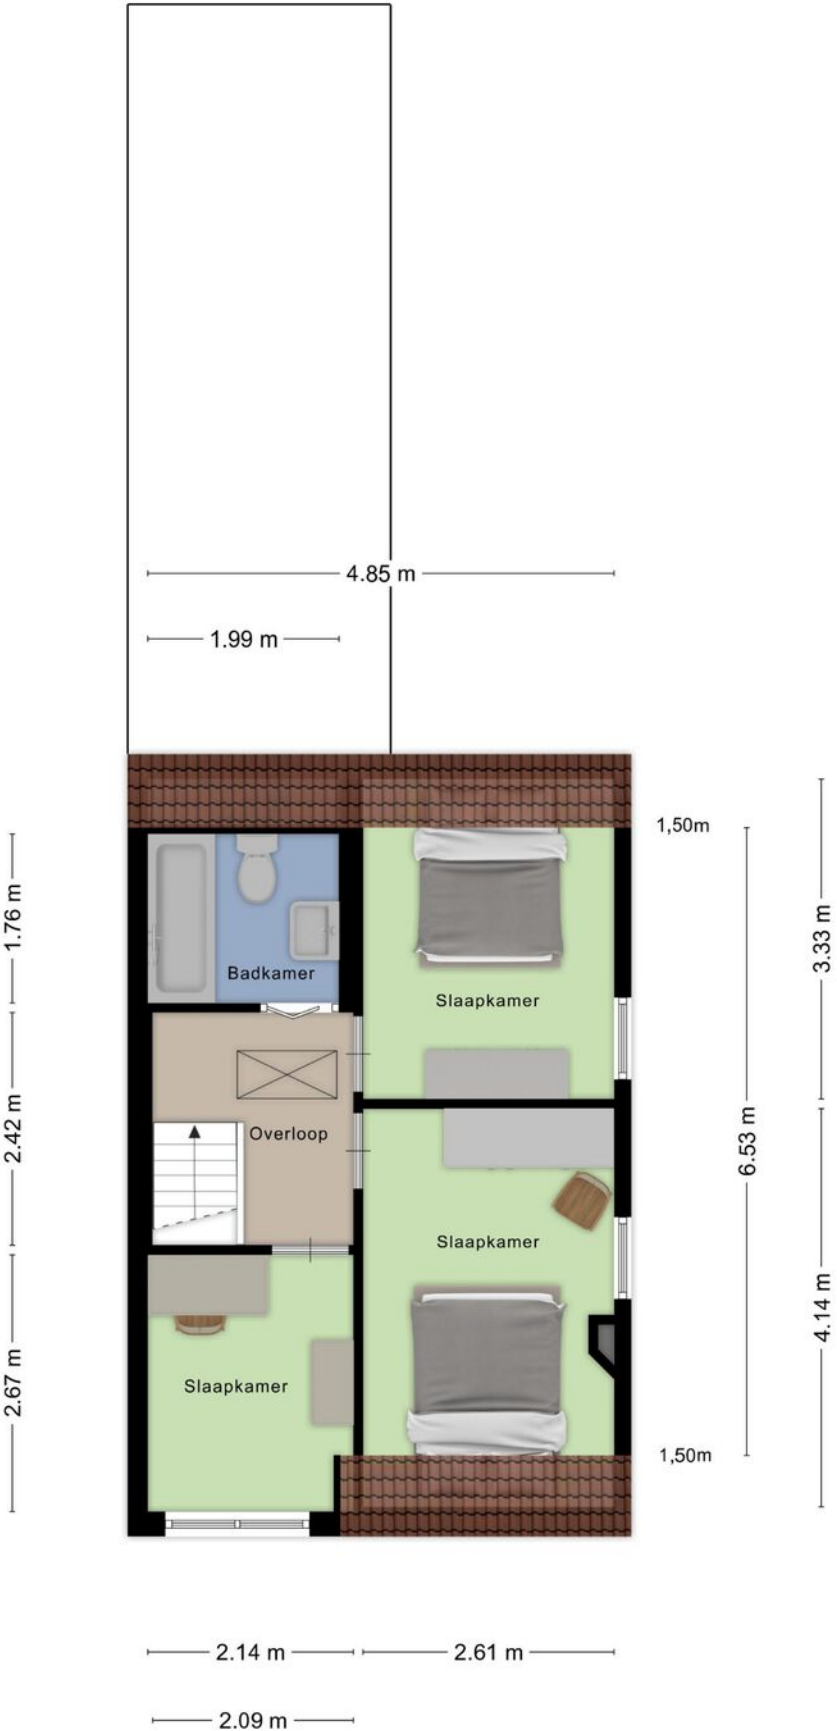 4.85 m
1.99 m
1,50m
1.76 m
3.33 m
Badkamer
Slaapkamer
2.42 m
Overloop
6.53 m
Slaapkamer
4.14 m
2.67 m
Slaapkamer
1,50m
2.14 m
2.61 m
2.09 m